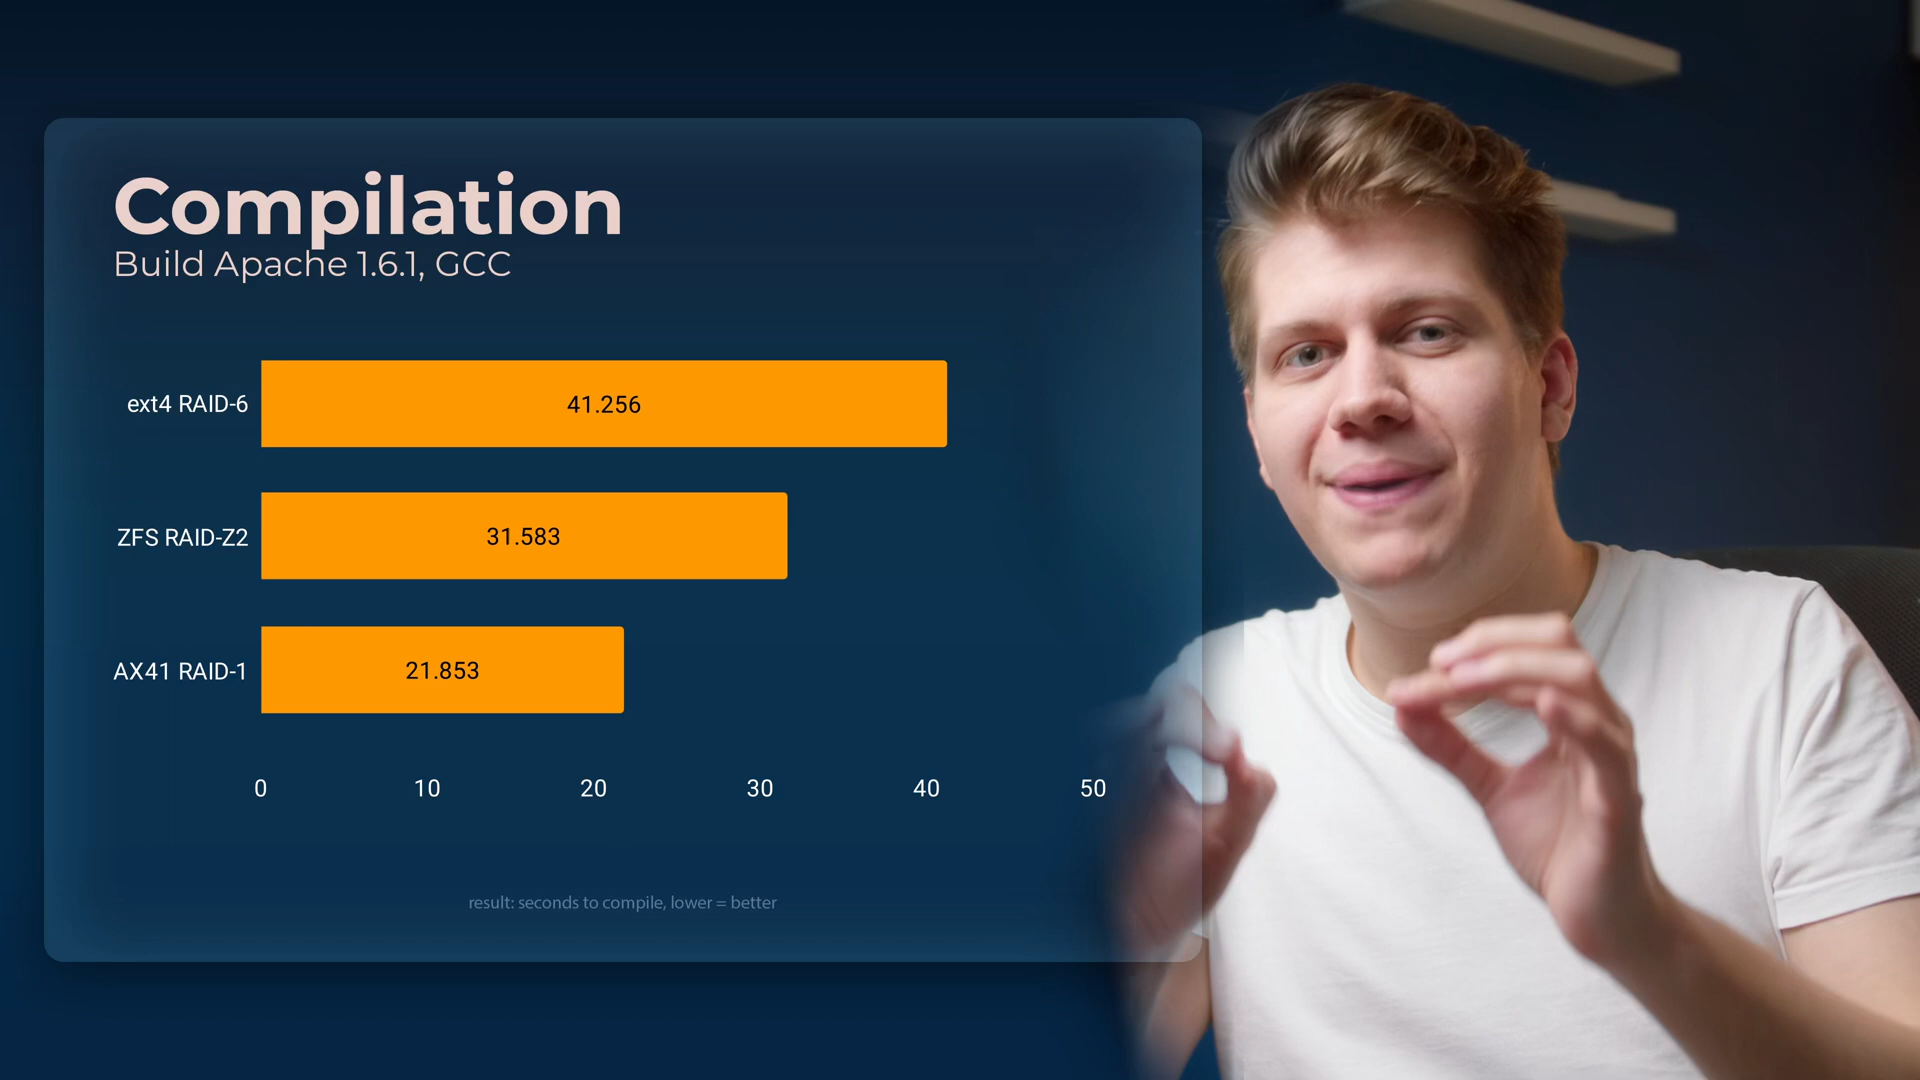 Compilation
Build Apache 1.6.1, GCC
ext4 RAID-6
41.256
ZFS RAID-Z2
31.583
AX41 RAID-1
21.853
0 10 20 30 40 50
result: seconds to compile, lower = better